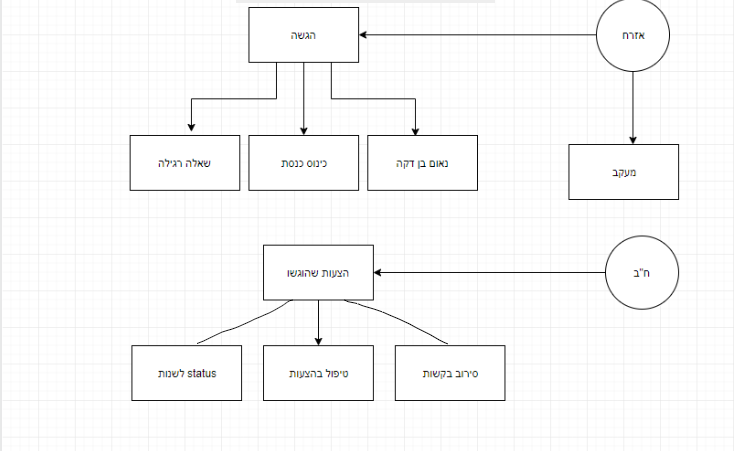 אזרח
הגשה
נאום בן דקה
כינוס כנסת
שאלה רגילה
מעקב
ח"ב
הצעות שהוגשו
סירוב בקשות
טיפול בהצעות
status לשנות